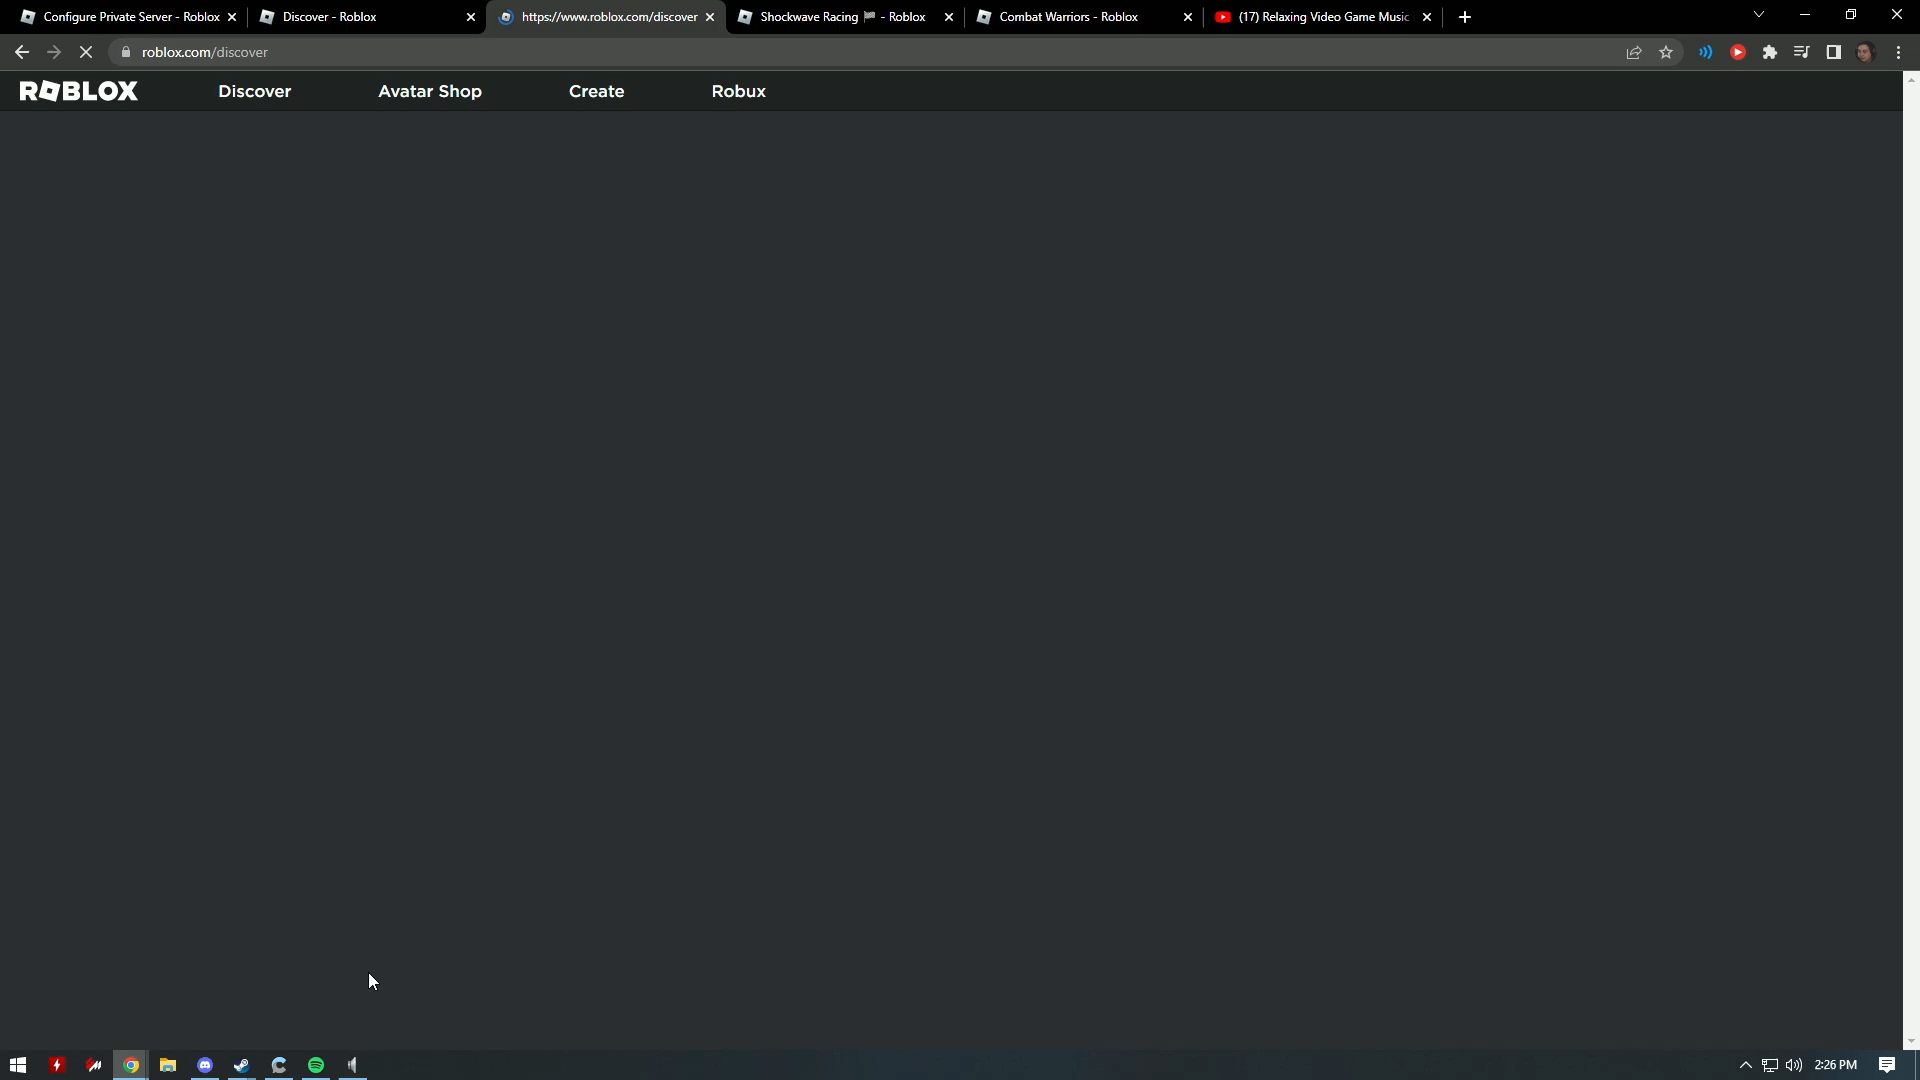 Configure Private Server - Roblox
Discover - Roblox
https://www.roblox.com/discover
Shockwave Racing 🏁 - Roblox
Combat Warriors - Roblox
(17) Relaxing Video Game Music
roblox.com/discover
ROBLOX
Discover
Avatar Shop
Create
Robux
2:26 PM